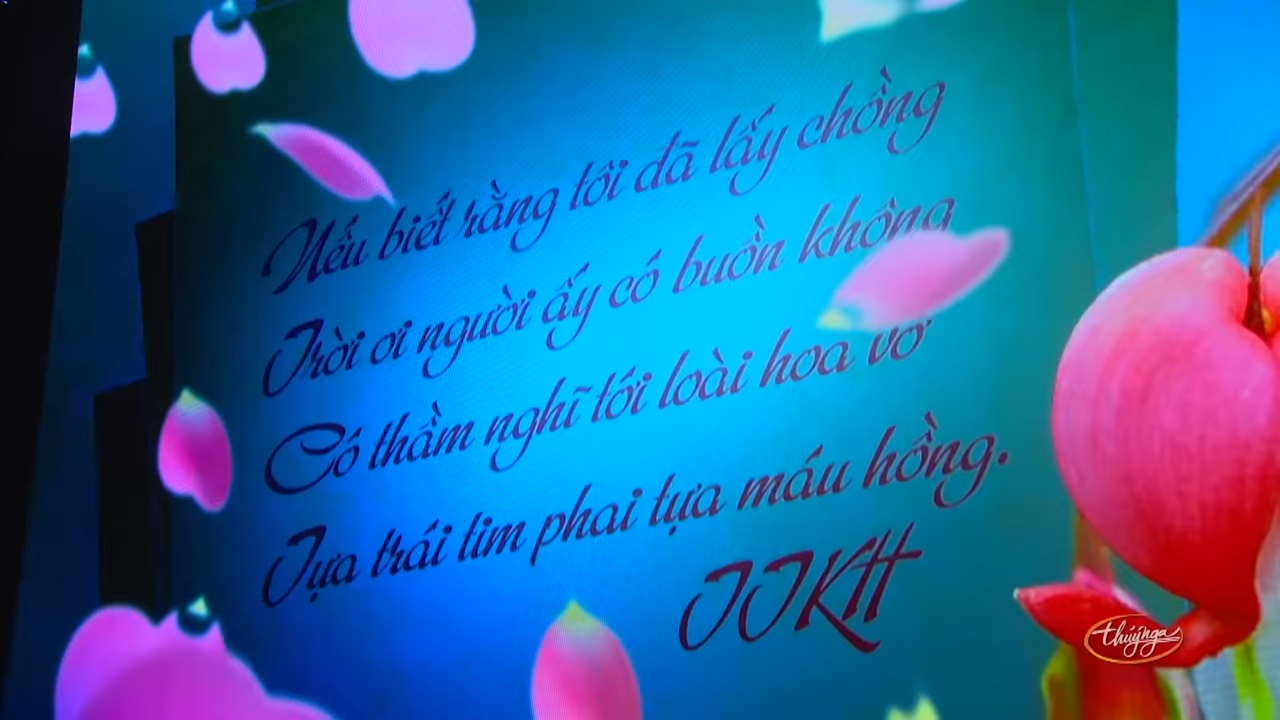 Nếu biết rằng tôi đã lấy chồng
Trời ơi người ấy có buồn không
Có thầm nghĩ tới loài hoa vỡ
Tựa trái tim phai tựa máu hồng.
TTKH
thúynga